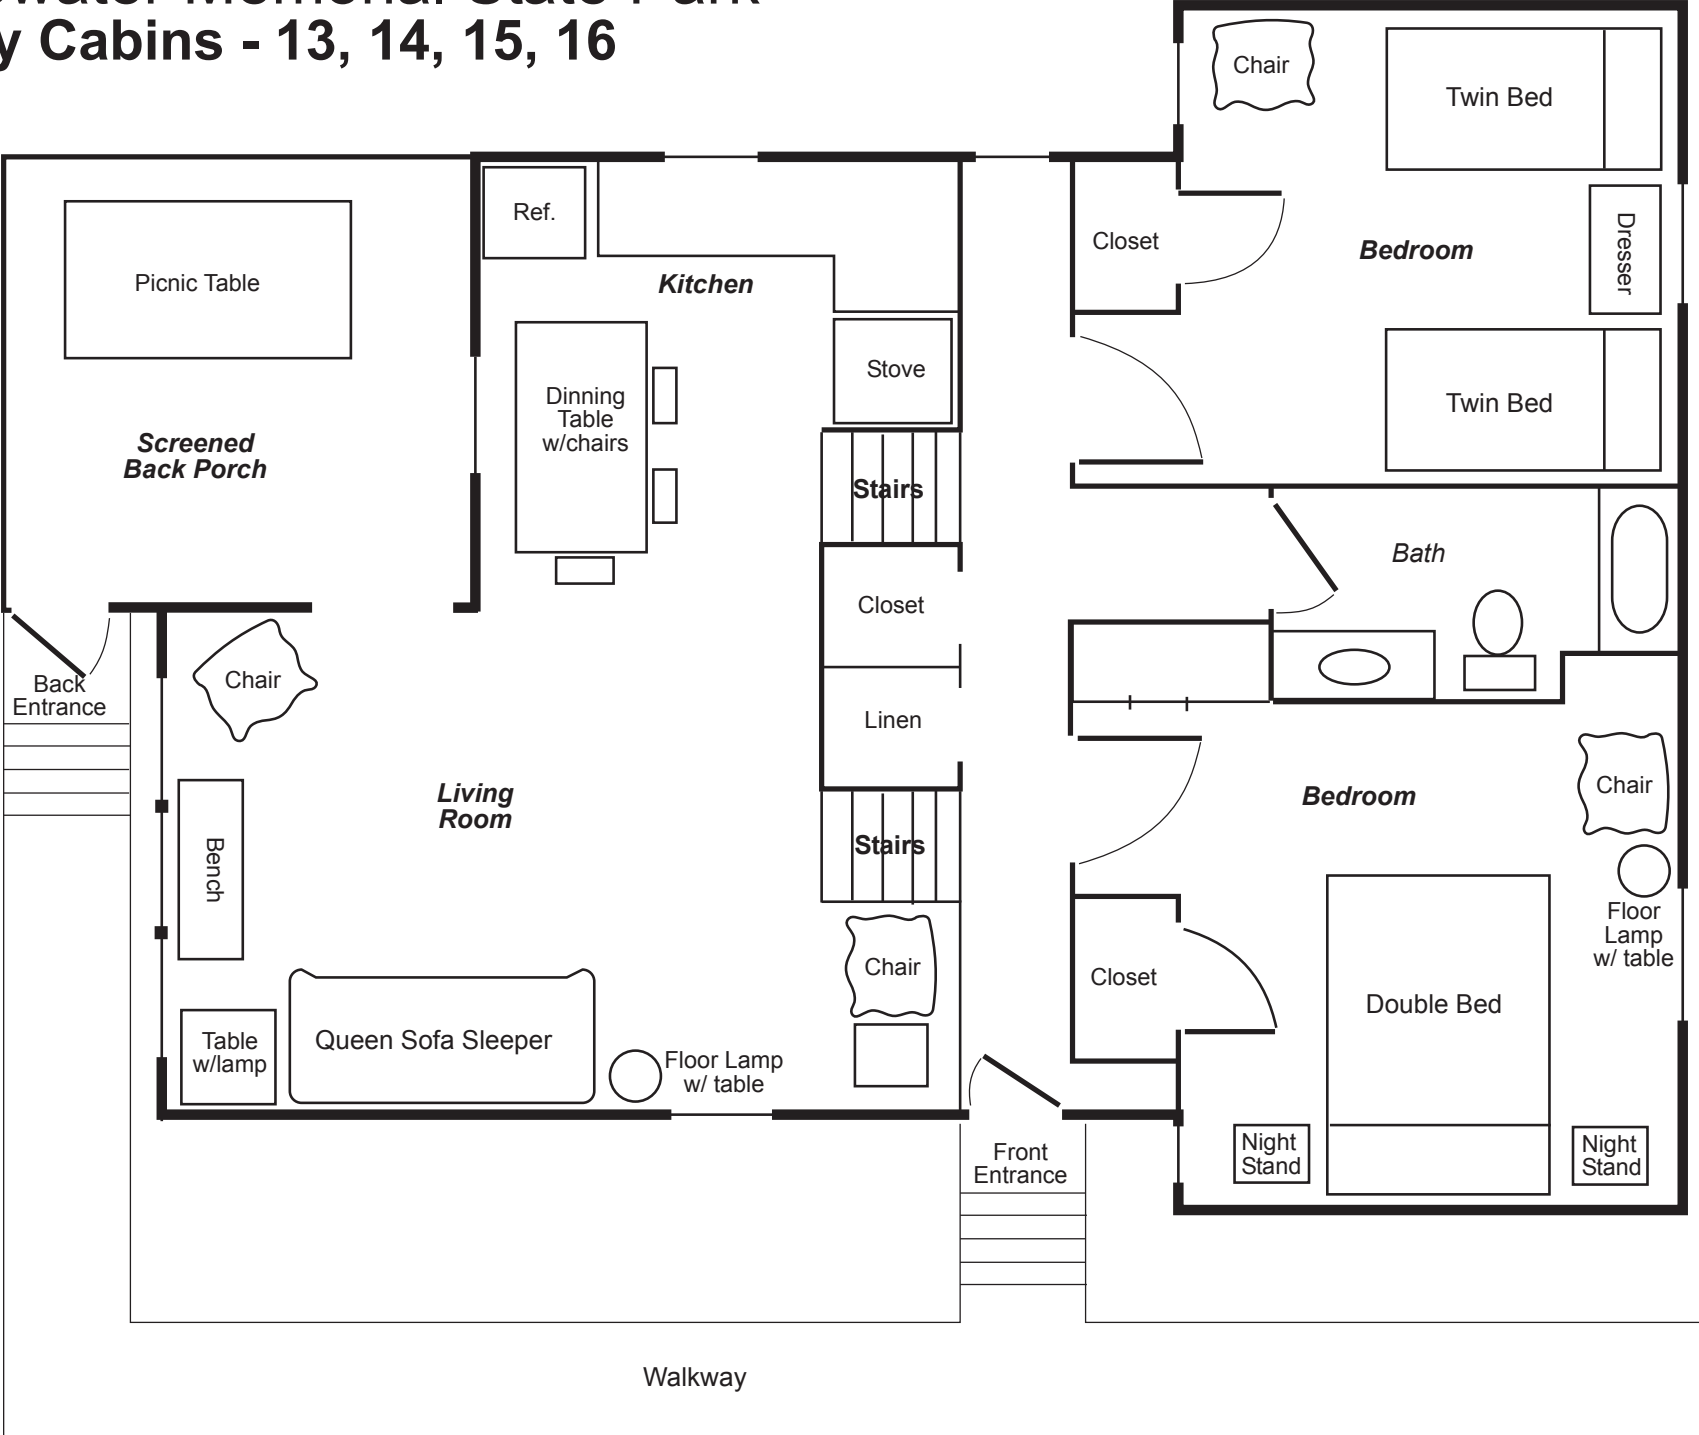 Memorial State Park
y Cabins - 13, 14, 15, 16
Chair
Twin Bed
Ref.
Closet
Bedroom
Dresser
Picnic Table
Kitchen
Stove
Dinning
Table
w/chairs
Twin Bed
Screened
Back Porch
Stairs
Bath
Closet
Chair
Back
Entrance
Linen
Living
Room
Bedroom
Chair
Bench
Stairs
Floor
Lamp
w/ table
Chair
Closet
Double Bed
Table
w/lamp
Queen Sofa Sleeper
Floor Lamp
w/ table
Front
Entrance
Night
Stand
Night
Stand
Walkway